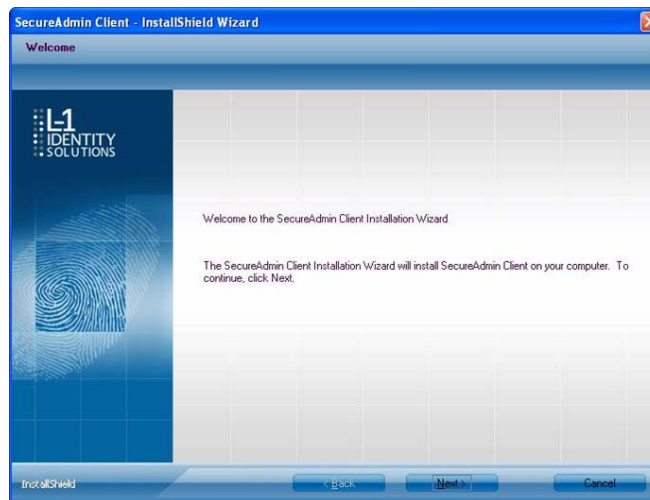 SecureAdmin Client - InstallShield Wizard
Welcome
L-1
IDENTITY
SOLUTIONS
Welcome to the SecureAdmin Client Installation Wizard
The SecureAdmin Client Installation Wizard will install SecureAdmin Client on your computer. To
continue, click Next.
InstallShield
< Back
Next >
Cancel